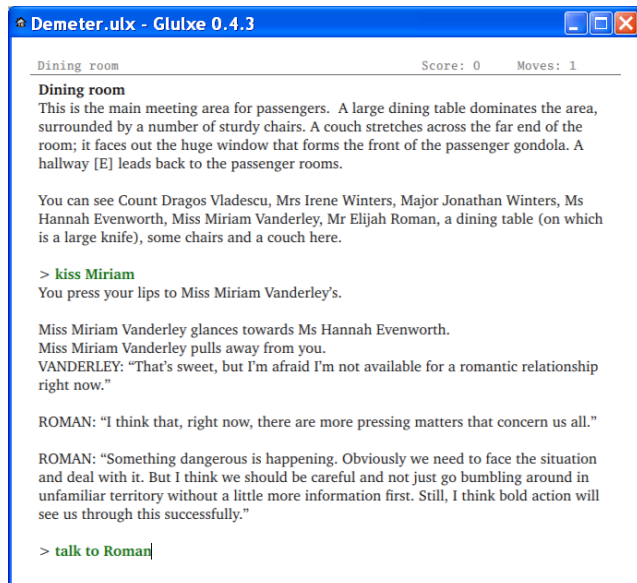 Demeter.ulx - Glulxe 0.4.3
Dining room Score: 0 Moves: 1
Dining room
This is the main meeting area for passengers.  A large dining table dominates the area,
surrounded by a number of sturdy chairs. A couch stretches across the far end of the
room; it faces out the huge window that forms the front of the passenger gondola. A
hallway [E] leads back to the passenger rooms.
You can see Count Dragos Vladescu, Mrs Irene Winters, Major Jonathan Winters, Ms
Hannah Evenworth, Miss Miriam Vanderley, Mr Elijah Roman, a dining table (on which
is a large knife), some chairs and a couch here.
> kiss Miriam
You press your lips to Miss Miriam Vanderley’s.
Miss Miriam Vanderley glances towards Ms Hannah Evenworth.
Miss Miriam Vanderley pulls away from you.
VANDERLEY: “That’s sweet, but I’m afraid I’m not available for a romantic relationship
right now.”
ROMAN: “I think that, right now, there are more pressing matters that concern us all.”
ROMAN: “Something dangerous is happening. Obviously we need to face the situation
and deal with it. But I think we should be careful and not just go bumbling around in
unfamiliar territory without a little more information first. Still, I think bold action will
see us through this successfully.”
> talk to Roman